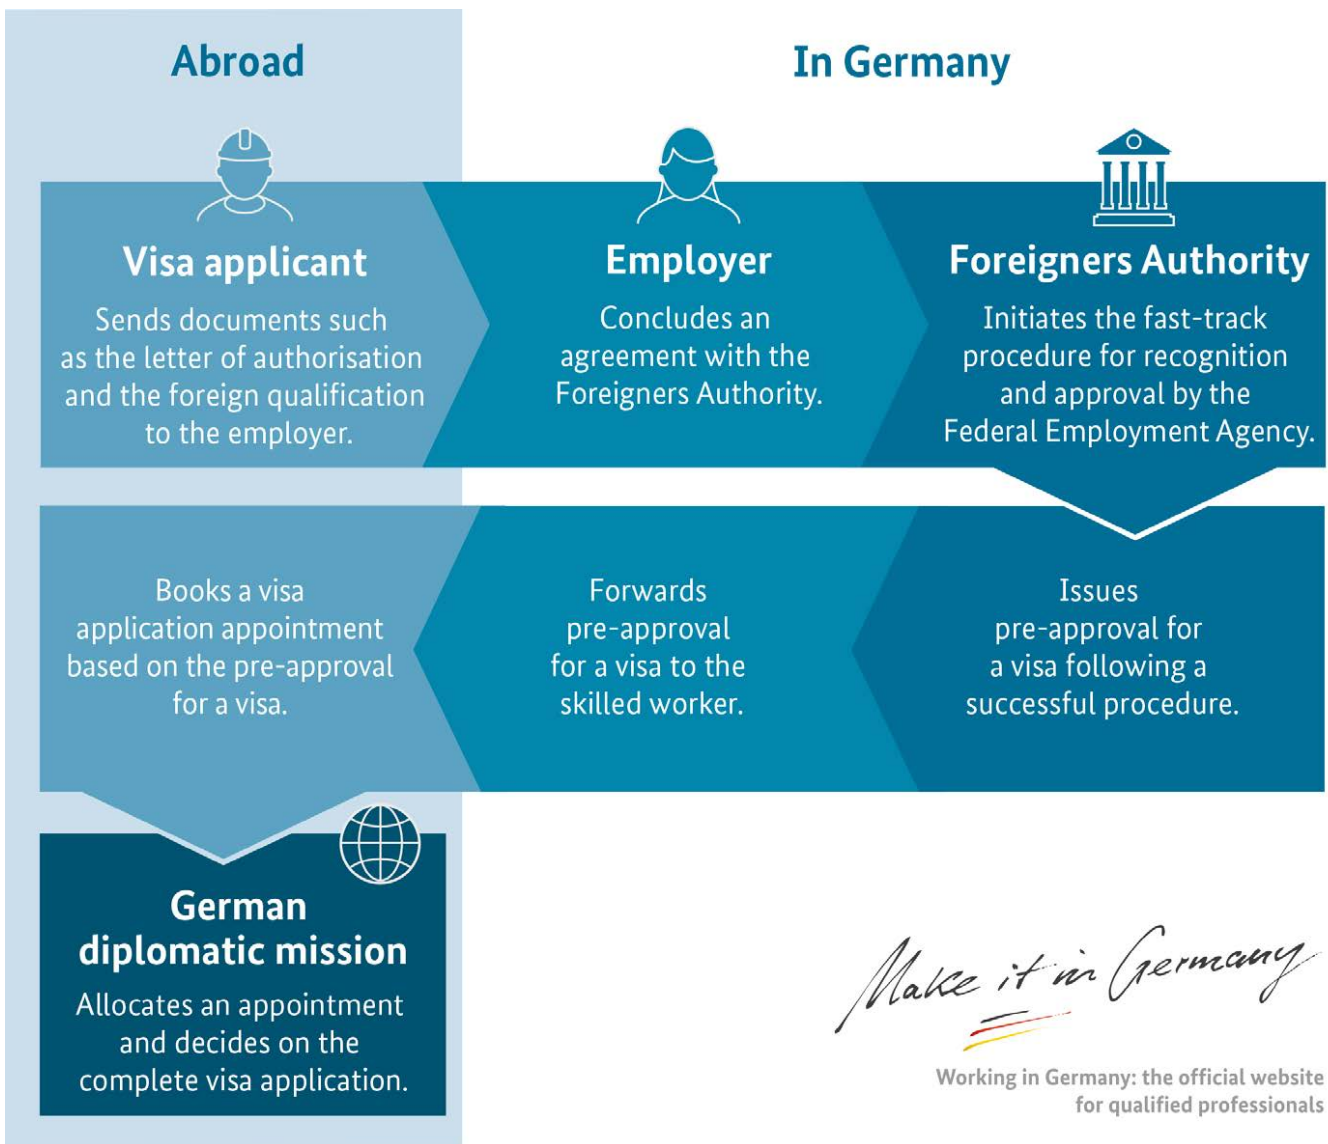 Abroad
In Germany
Visa applicant
Sends documents such
as the letter of authorisation
and the foreign qualification
to the employer.
Employer
Concludes an
agreement with the
Foreigners Authority.
Foreigners Authority
Initiates the fast-track
procedure for recognition
and approval by the
Federal Employment Agency.
Issues
pre-approval for
a visa following a
successful procedure.
Forwards
pre-approval
for a visa to the
skilled worker.
Books a visa
application appointment
based on the pre-approval
for a visa.
German
diplomatic mission
Allocates an appointment
and decides on the
complete visa application.
Make it in Germany
Working in Germany: the official website
for qualified professionals